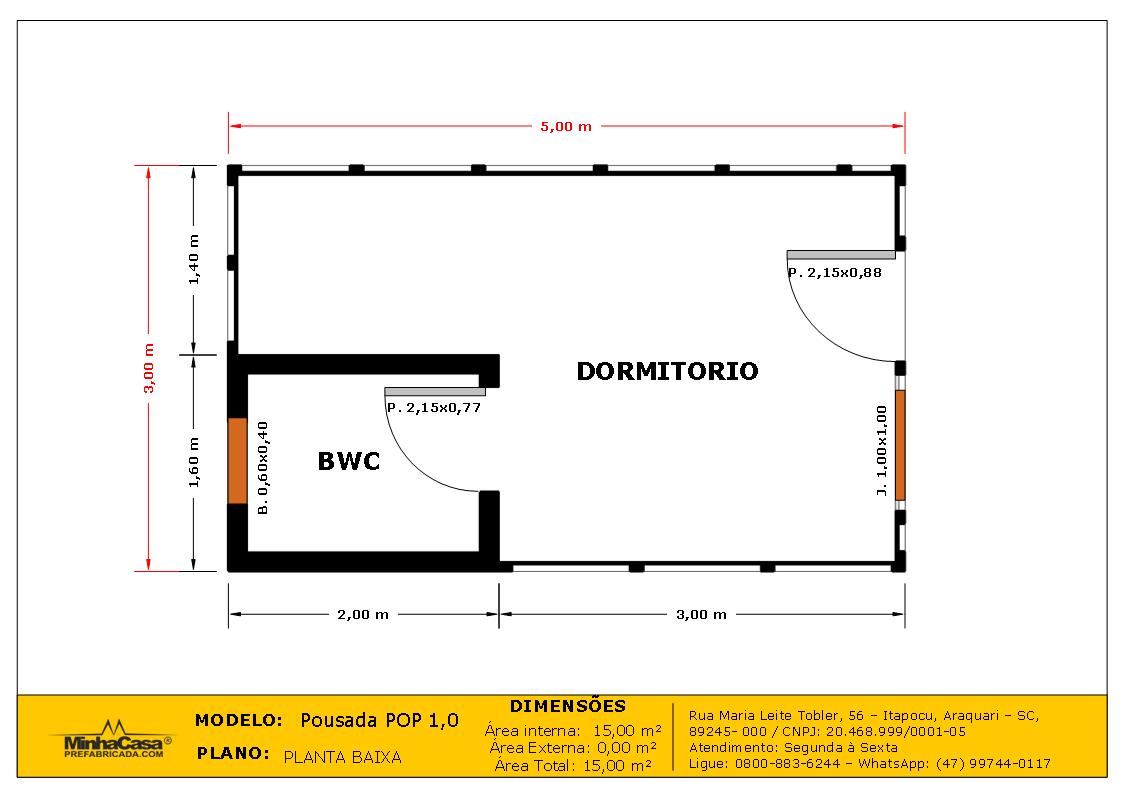 5,00 m
1,40 m
3,00 m
P. 2,15x0,88
DORMITORIO
P. 2,15x0,77
J. 1,00x1,00
B. 0,60x0,40
1,60 m
BWC
2,00 m
3,00 m
MinhaCasa®
PREFABRICADA.COM
MODELO: Pousada POP 1,0
PLANO: PLANTA BAIXA
DIMENSÕES
Área interna: 15,00 m²
Área Externa: 0,00 m²
Área Total: 15,00 m²
Rua Maria Leite Tobler, 56 – Itapocu, Araquari – SC,
89245- 000 / CNPJ: 20.468.999/0001-05
Atendimento: Segunda à Sexta
Ligue: 0800-883-6244 – WhatsApp: (47) 99744-0117